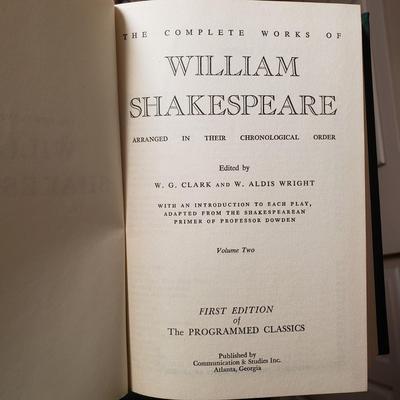 THE COMPLETE WORKS OF
WILLIAM
SHAKESPEARE
ARRANGED IN THEIR CHRONOLOGICAL ORDER
Edited by
W. G. CLARK AND W. ALDIS WRIGHT
WITH AN INTRODUCTION TO EACH PLAY,
ADAPTED FROM THE SHAKESPEAREAN
PRIMER OF PROFESSOR DOWDEN
Volume Two
FIRST EDITION
of
The PROGRAMMED CLASSICS
Published by
Communication & Studies Inc.
Atlanta, Georgia